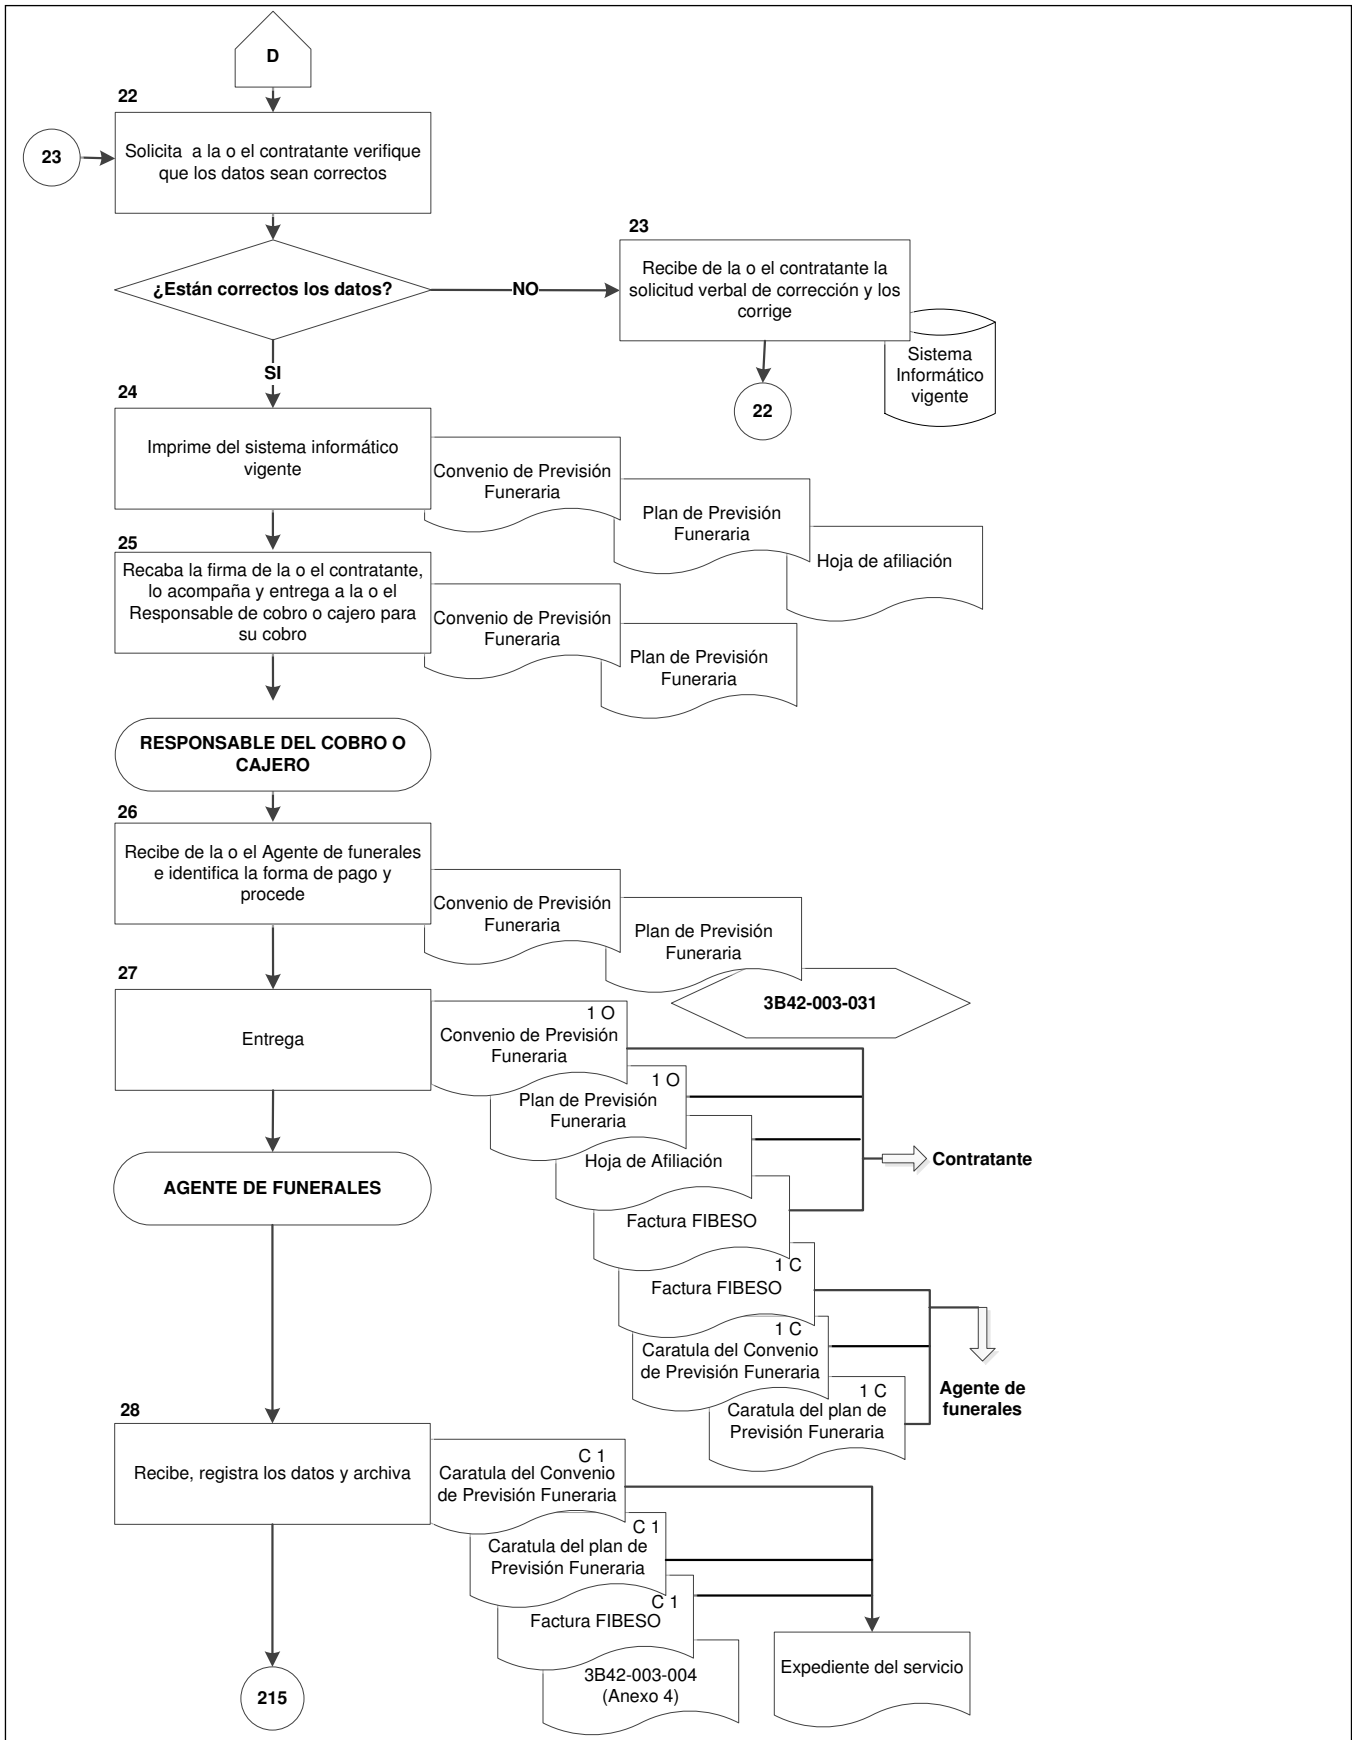 D
22
23
Solicita a la o el contratante verifique
que los datos sean correctos
¿Están correctos los datos?
NO
23
Recibe de la o el contratante la
solicitud verbal de corrección y los
corrige
Sistema
Informático
vigente
22
SI
24
Imprime del sistema informático
vigente
Convenio de Previsión
Funeraria
Plan de Previsión
Funeraria
Hoja de afiliación
25
Recaba la firma de la o el contratante,
lo acompaña y entrega a la o el
Responsable de cobro o cajero para
su cobro
Convenio de Previsión
Funeraria
Plan de Previsión
Funeraria
RESPONSABLE DEL COBRO O
CAJERO
26
Recibe de la o el Agente de funerales
e identifica la forma de pago y
procede
Convenio de Previsión
Funeraria
Plan de Previsión
Funeraria
3B42-003-031
27
Entrega
1 O
Convenio de Previsión
Funeraria
1 O
Plan de Previsión
Funeraria
Hoja de Afiliación
Factura FIBESO
Contratante
AGENTE DE FUNERALES
1 C
Factura FIBESO
1 C
Caratula del Convenio
de Previsión Funeraria
1 C
Caratula del plan de
Previsión Funeraria
Agente de
funerales
28
Recibe, registra los datos y archiva
C 1
Caratula del Convenio
de Previsión Funeraria
C 1
Caratula del plan de
Previsión Funeraria
C 1
Factura FIBESO
3B42-003-004
(Anexo 4)
Expediente del servicio
215